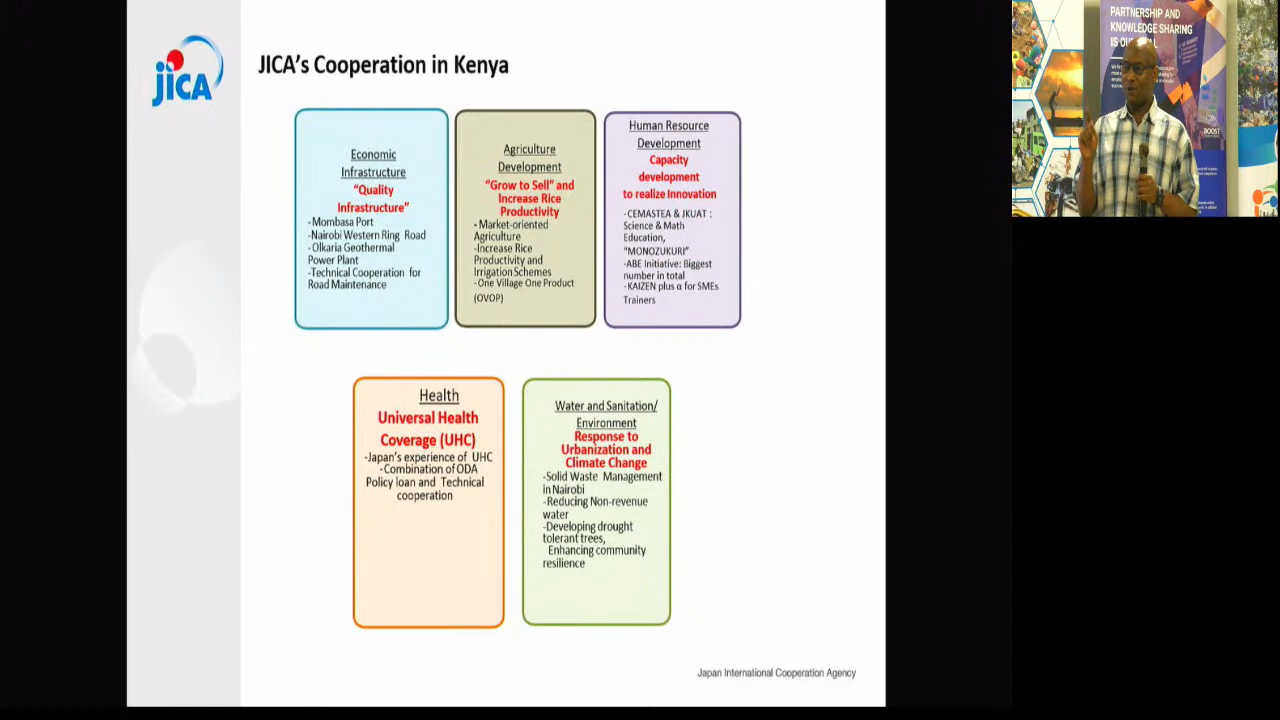 JICA
JICA's Cooperation in Kenya
Economic
Infrastructure
“Quality
Infrastructure”
- Mombasa Port
-Nairobi Western Ring Road
-Olkaria Geothermal
Power Plant
-Technical Cooperation for
Road Maintenance
Agriculture
Development
“Grow to Sell” and
Increase Rice
Productivity
- Market-oriented
Agriculture
-Increase Rice
Productivity and
Irrigation Schemes
- One Village One Product
(OVOP)
Human Resource
Development
Capacity
development
to realize Innovation
-CEMASTEA & JKUAT :
Science & Math
Education,
“MONOZUKURI”
-ABE Initiative: Biggest
number in total
-KAIZEN plus α for SMEs
Trainers
Health
Universal Health
Coverage (UHC)
-Japan's experience of UHC
-Combination of ODA
Policy loan and Technical
cooperation
Water and Sanitation/
Environment
Response to
Urbanization and
Climate Change
-Solid Waste Management
in Nairobi
-Reducing Non-revenue
water
-Developing drought
tolerant trees,
Enhancing community
resilience
Japan International Cooperation Agency
PARTNERSHIP AND
KNOWLEDGE SHARING
BOOST